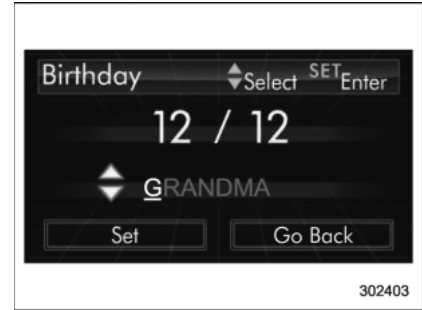 Birthday Select SET Enter
12 / 12
GRANDMA
Set Go Back
302403